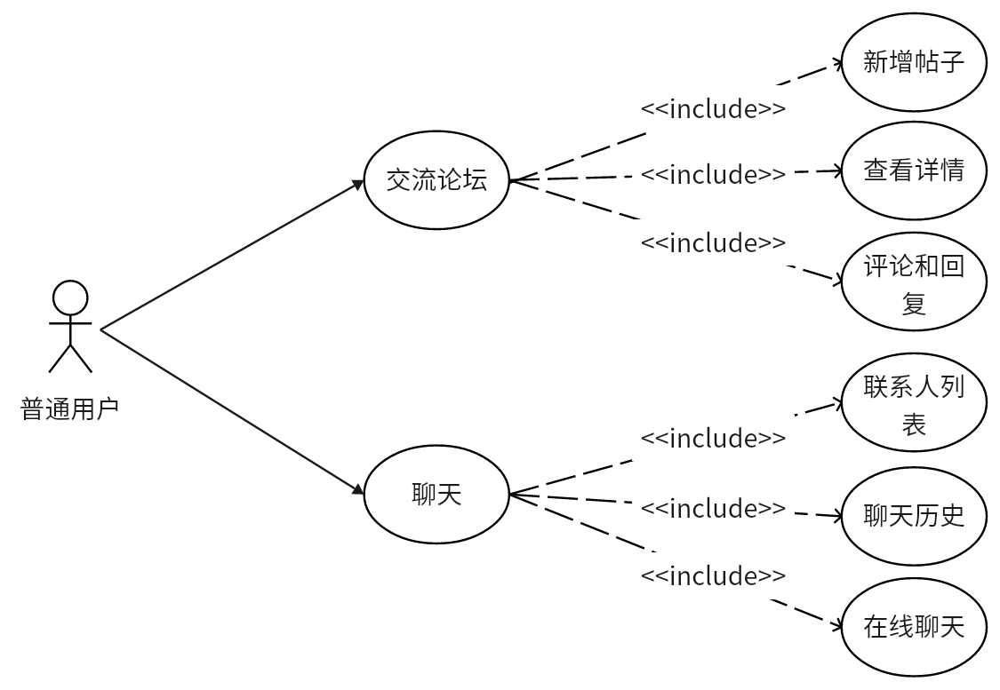 新增帖子
<<include>>
交流论坛
<<include>>
查看详情
<<include>>
评论和回
复
普通用户
联系人列
表
<<include>>
聊天
<<include>>
聊天历史
<<include>>
在线聊天